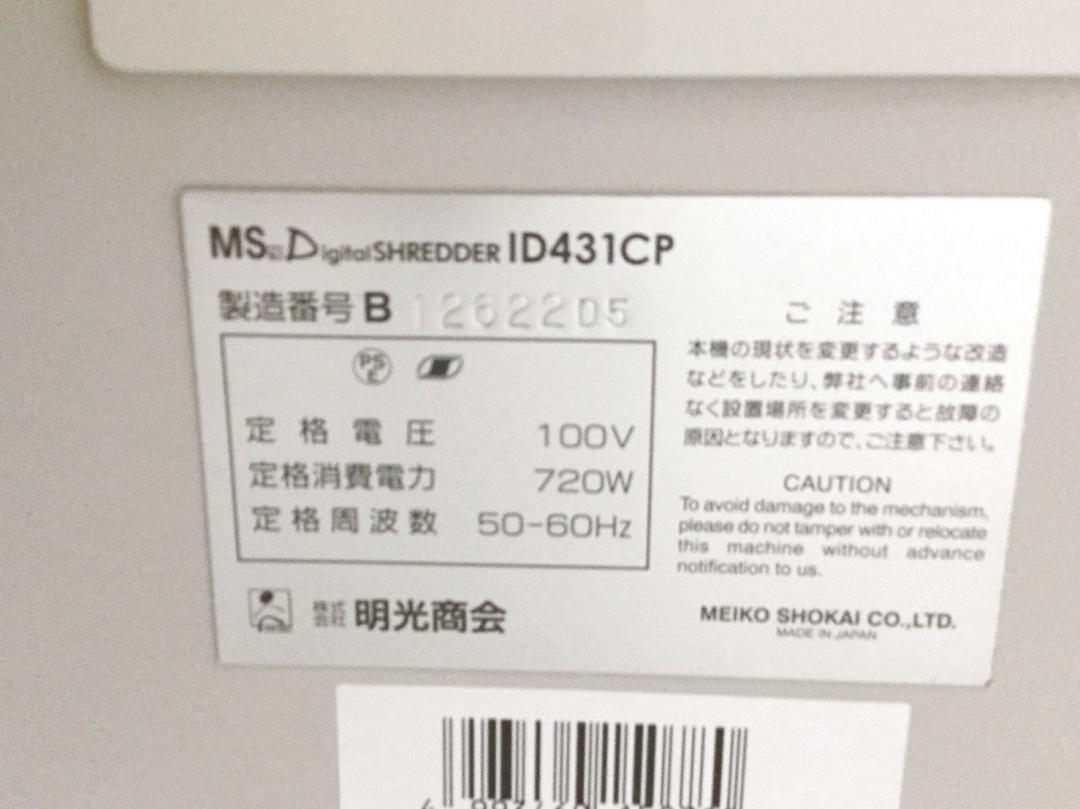 MS Digital SHREDDER ID431CP
製造番号 B 1262205
PS E
定格電圧 100V
定格消費電力 720W
定格周波数 50-60Hz
株式会社 明光商会
ご注意
本機の現状を変更するような改造
などをしたり、弊社へ事前の連絡
なく設置場所を変更すると故障の
原因となりますので、ご注意下さい。
CAUTION
To avoid damage to the mechanism,
please do not tamper with or relocate
this machine without advance
notification to us.
MEIKO SHOKAI CO.,LTD.
MADE IN JAPAN